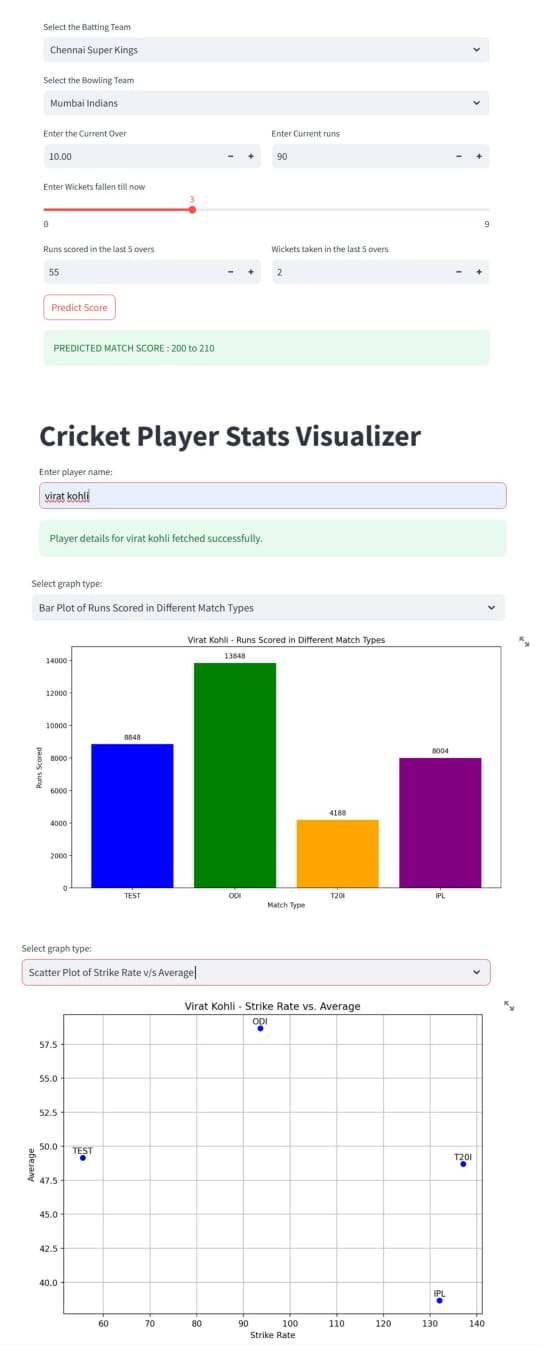 Select the Batting Team
Chennai Super Kings
Select the Bowling Team
Mumbai Indians
Enter the Current Over
Enter Current runs
10.00 − +
90 − +
Enter Wickets fallen till now
3
0 9
Runs scored in the last 5 overs
Wickets taken in the last 5 overs
55 − +
2 − +
Predict Score
PREDICTED MATCH SCORE : 200 to 210
Cricket Player Stats Visualizer
Enter player name:
virat kohli
Player details for virat kohli fetched successfully.
Select graph type:
Bar Plot of Runs Scored in Different Match Types
Virat Kohli - Runs Scored in Different Match Types
14000
12000
10000
8000
6000
4000
2000
0
Runs Scored
8848
13848
4188
8004
TEST ODI T20I IPL
Match Type
Select graph type:
Scatter Plot of Strike Rate v/s Average
Virat Kohli - Strike Rate vs. Average
57.5
55.0
52.5
50.0
47.5
45.0
42.5
40.0
Average
ODI
TEST
T20I
IPL
60 70 80 90 100 110 120 130 140
Strike Rate